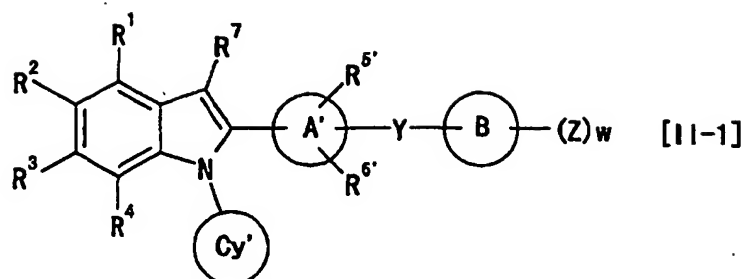 R¹ R⁷
R² R⁵'
A' Y B (Z)w [II-1]
R³ N R⁶'
R⁴
Cy'